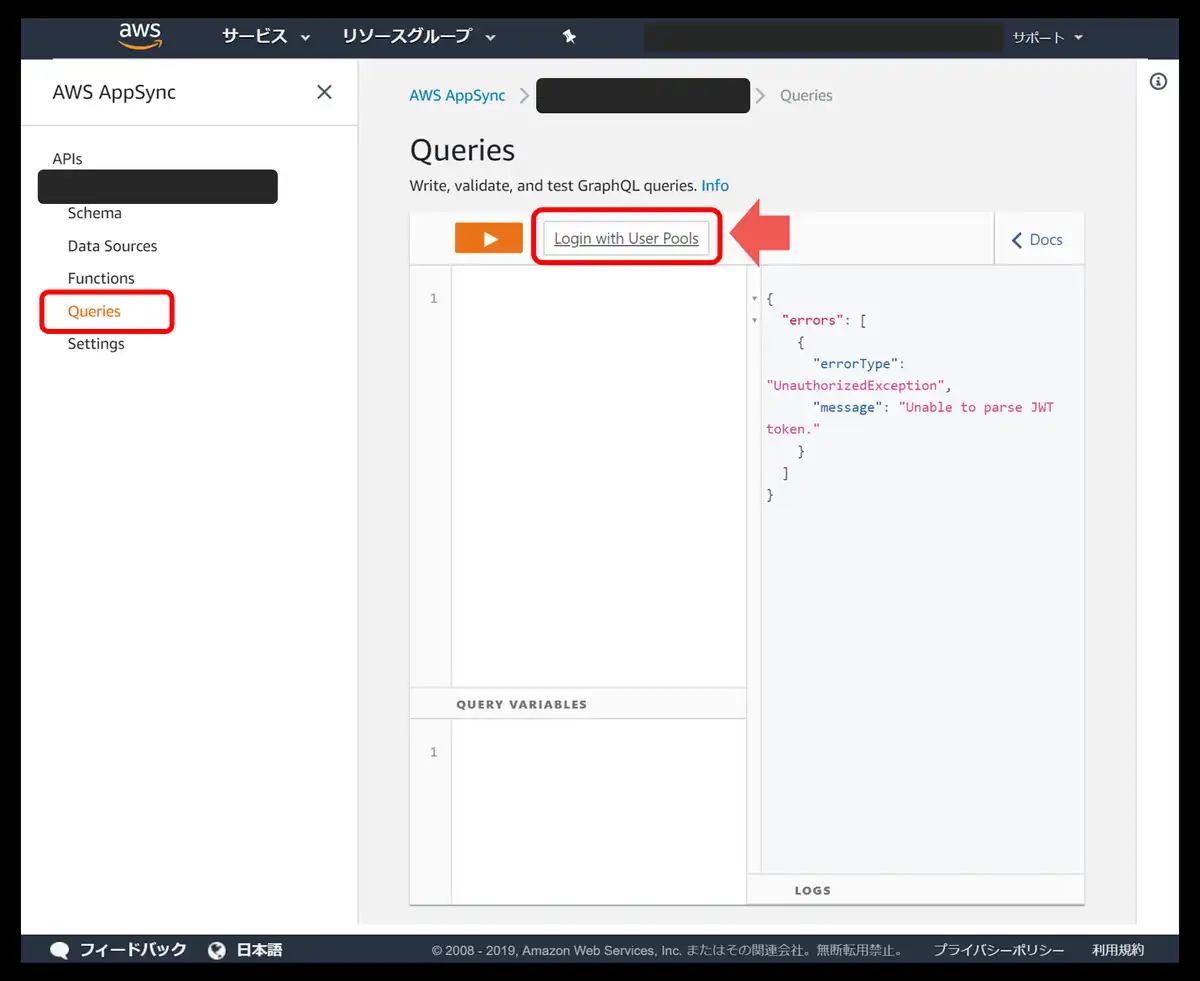 aws サービス リソースグループ サポート
AWS AppSync
APIs
Schema
Data Sources
Functions
Queries
Settings
AWS AppSync Queries
Queries
Write, validate, and test GraphQL queries. Info
Login with User Pools
Docs
1
{
"errors": [
{
"errorType":
"UnauthorizedException",
"message": "Unable to parse JWT
token."
}
]
}
QUERY VARIABLES
1
LOGS
フィードバック 日本語 © 2008 - 2019, Amazon Web Services, Inc. またはその関連会社。無断転用禁止。 プライバシーポリシー 利用規約